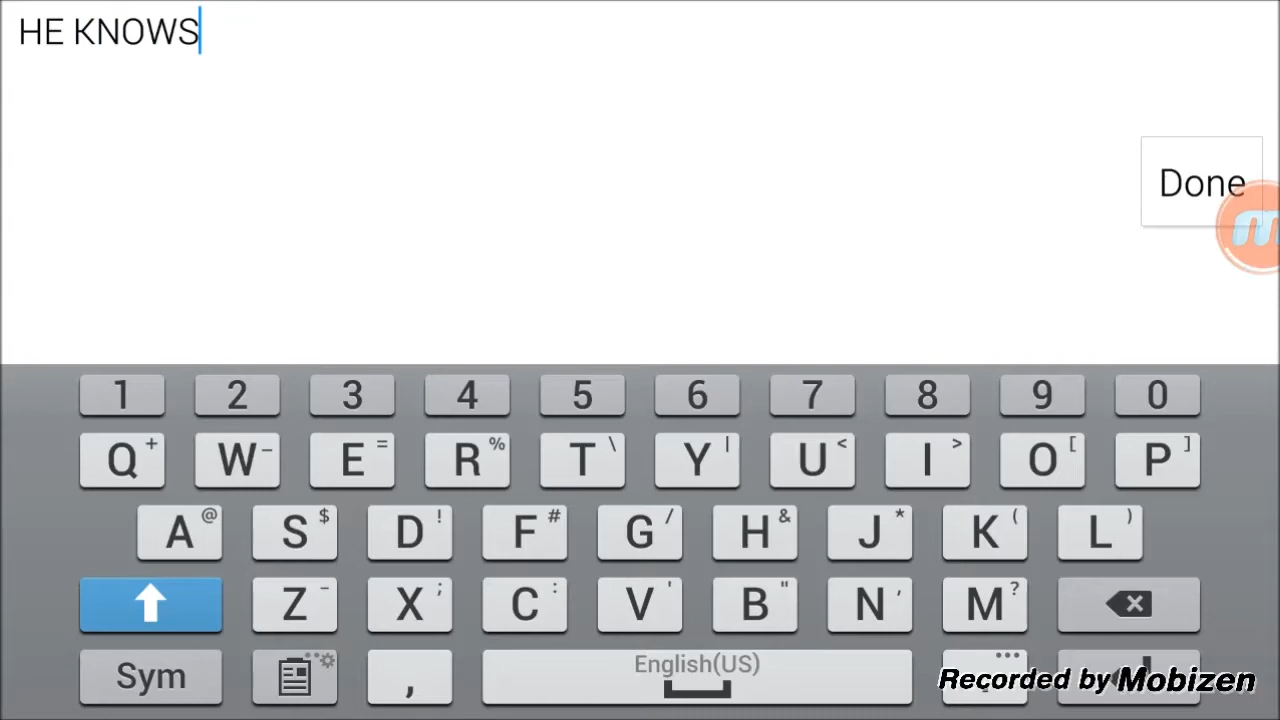 HE KNOWS
Done
1 2 3 4 5 6 7 8 9 0
Q + W - E = R % T \ Y | U < I > O [ P ]
A @ S $ D ! F # G / H & J * K ( L )
Z - X ; C : V ' B " N , M ?
Sym , English(US)
Recorded by Mobizen